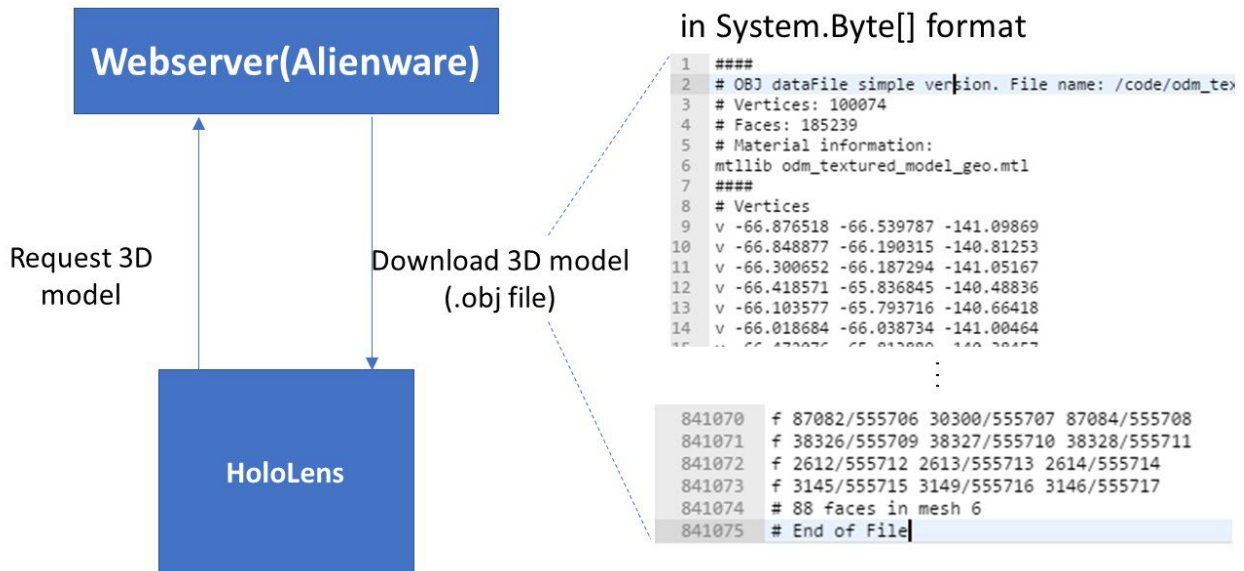 Webserver(Alienware)
Request 3D
model
Download 3D model
(.obj file)
HoloLens
in System.Byte[] format
1 ####
2 # OBJ dataFile simple version. File name: /code/odm_tex
3 # Vertices: 100074
4 # Faces: 185239
5 # Material information:
6 mtllib odm_textured_model_geo.mtl
7 ####
8 # Vertices
9 v -66.876518 -66.539787 -141.09869
10 v -66.848877 -66.190315 -140.81253
11 v -66.300652 -66.187294 -141.05167
12 v -66.418571 -65.836845 -140.48836
13 v -66.103577 -65.793716 -140.66418
14 v -66.018684 -66.038734 -141.00464
841070 f 87082/555706 30300/555707 87084/555708
841071 f 38326/555709 38327/555710 38328/555711
841072 f 2612/555712 2613/555713 2614/555714
841073 f 3145/555715 3149/555716 3146/555717
841074 # 88 faces in mesh 6
841075 # End of File